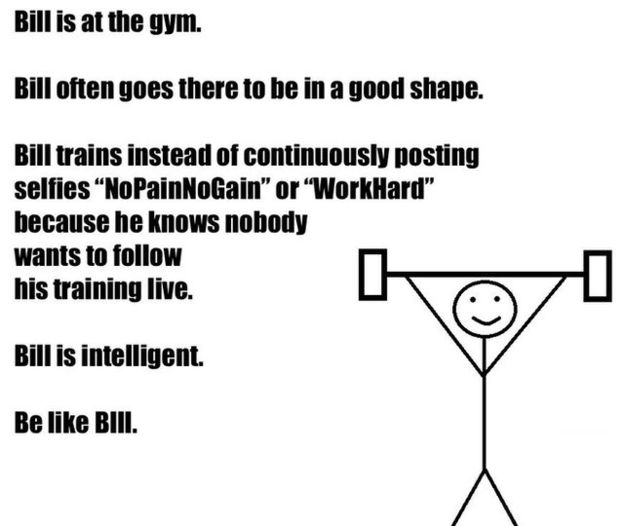 Bill is at the gym.
Bill often goes there to be in a good shape.
Bill trains instead of continuously posting
selfies “NoPainNoGain” or “WorkHard”
because he knows nobody
wants to follow
his training live.
Bill is intelligent.
Be like BIll.